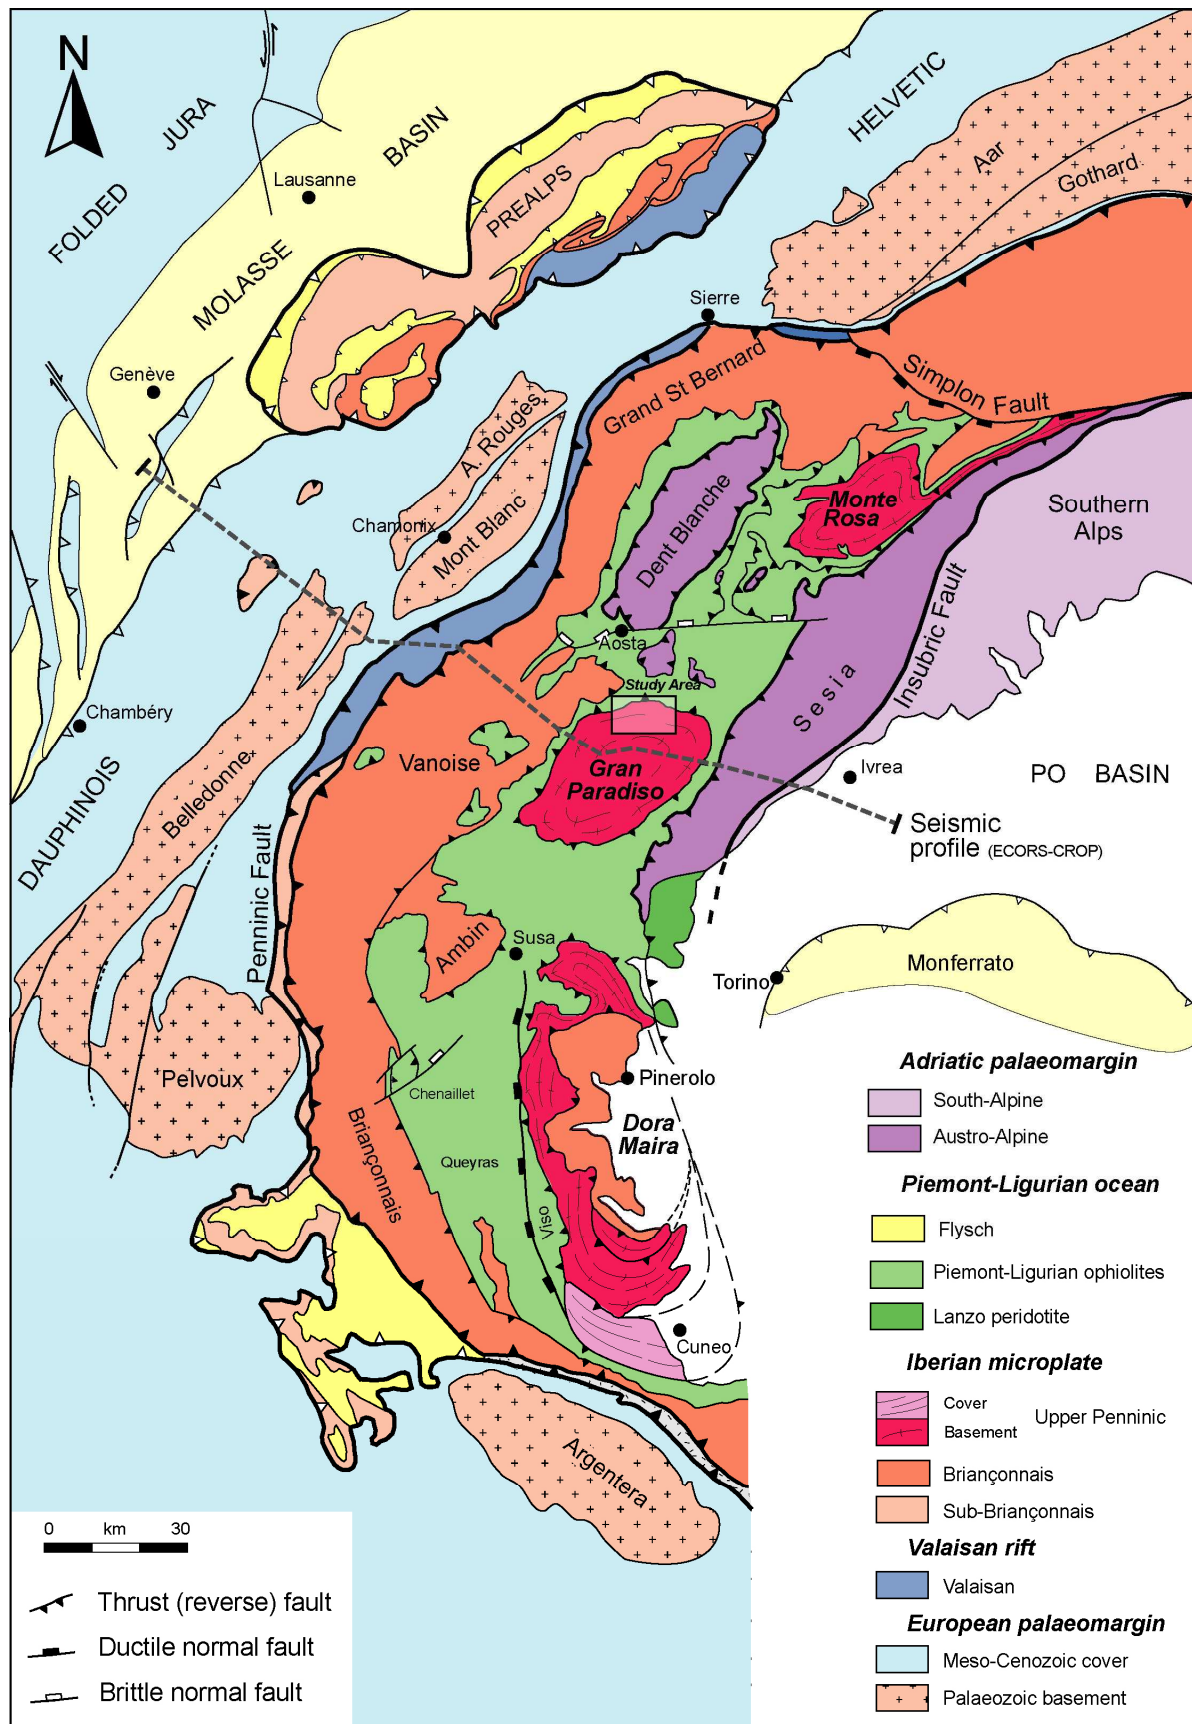 N
FOLDED
JURA
MOLASSE
BASIN
Lausanne
PREALPS
HELVETIC
Aar
Gothard
Genève
Sierre
Grand St Bernard
Simplon Fault
A. Rouges
Mont Blanc
Chamonix
Dent Blanche
Monte
Rosa
Southern
Alps
Aosta
Study Area
Sesia
Insubric Fault
Chambéry
DAUPHINOIS
Belledonne
Vanoise
Gran
Paradiso
Ivrea
PO BASIN
Seismic
profile (ECORS-CROP)
Penninic Fault
Ambin
Susa
Torino
Monferrato
Pelvoux
Chenaillet
Pinerolo
Dora
Maira
Briançonnais
Queyras
Viso
Cuneo
Argentera
Adriatic palaeomargin
South-Alpine
Austro-Alpine
Piemont-Ligurian ocean
Flysch
Piemont-Ligurian ophiolites
Lanzo peridotite
Iberian microplate
Cover
Basement
Upper Penninic
Briançonnais
Sub-Briançonnais
Valaisan rift
Valaisan
European palaeomargin
Meso-Cenozoic cover
Palaeozoic basement
0 km 30
Thrust (reverse) fault
Ductile normal fault
Brittle normal fault